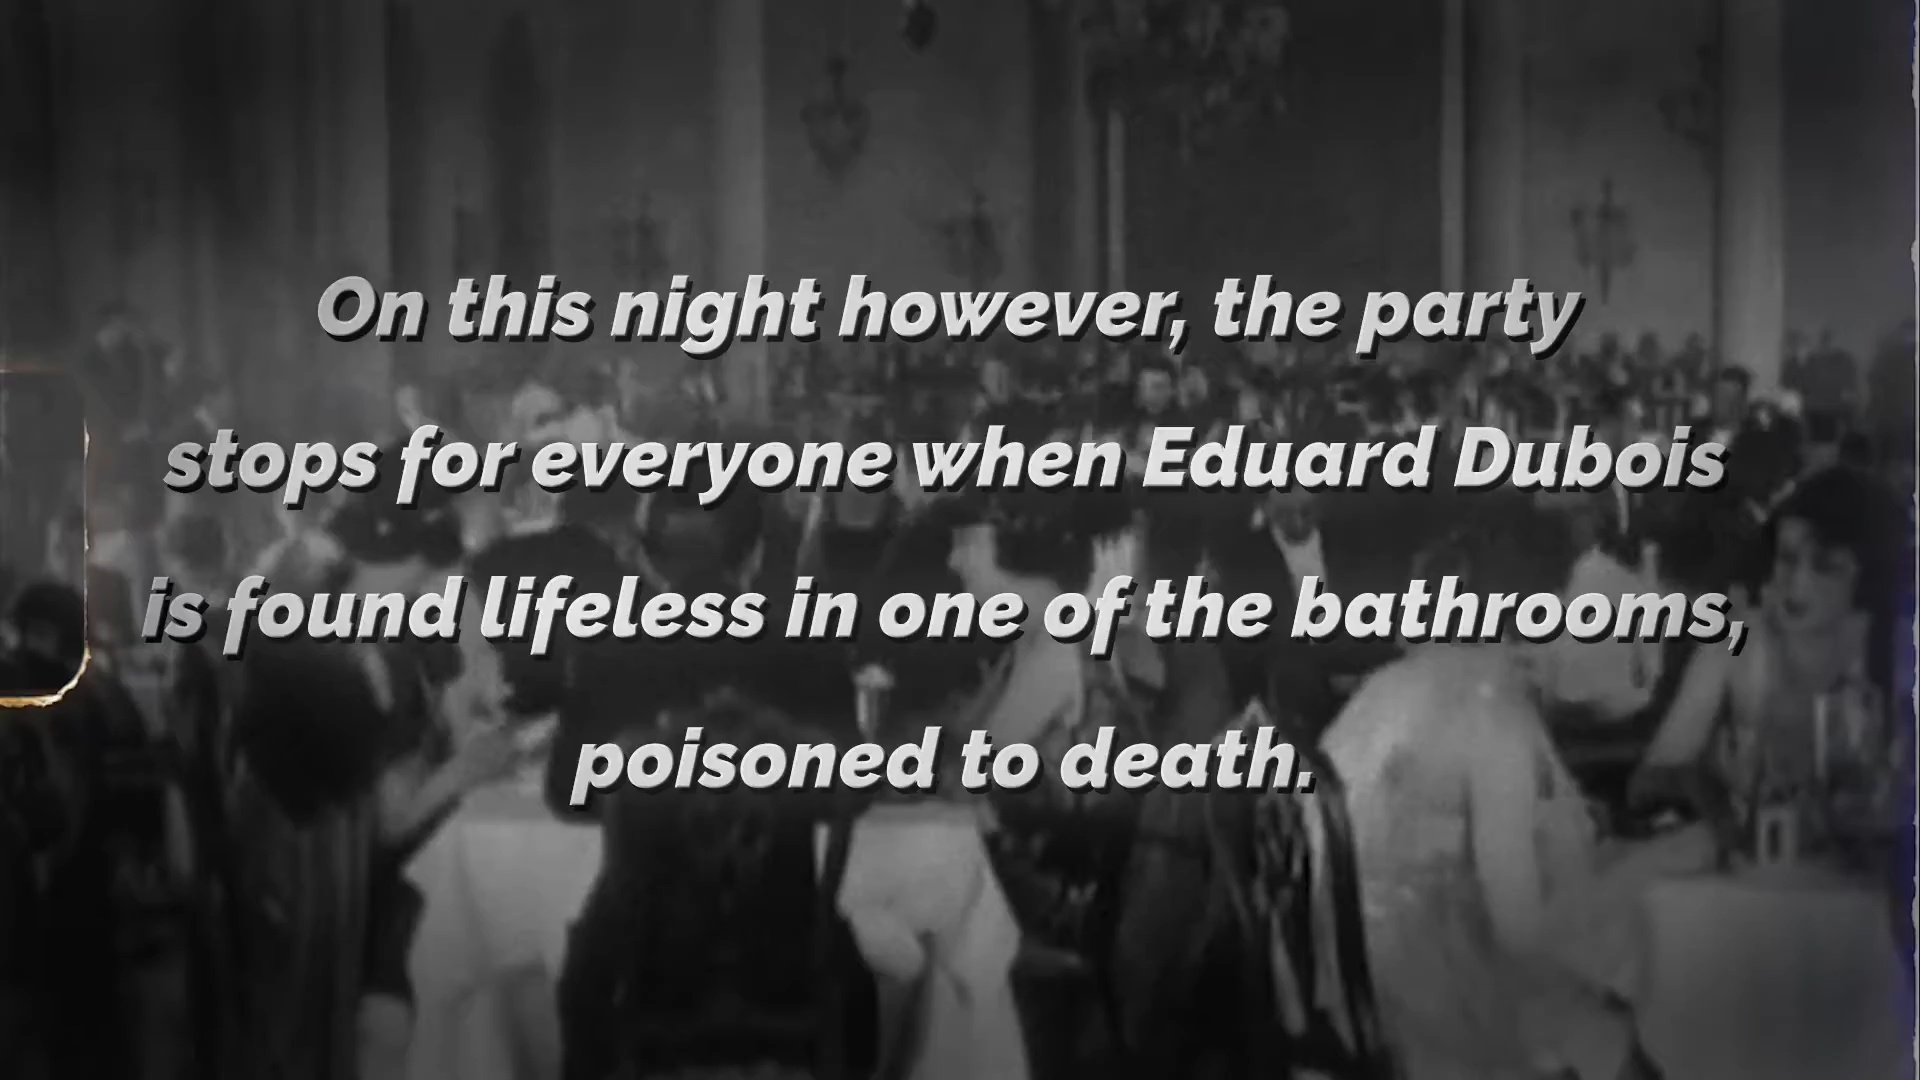 On this night however, the party
stops for everyone when Eduard Dubois
is found lifeless in one of the bathrooms,
poisoned to death.